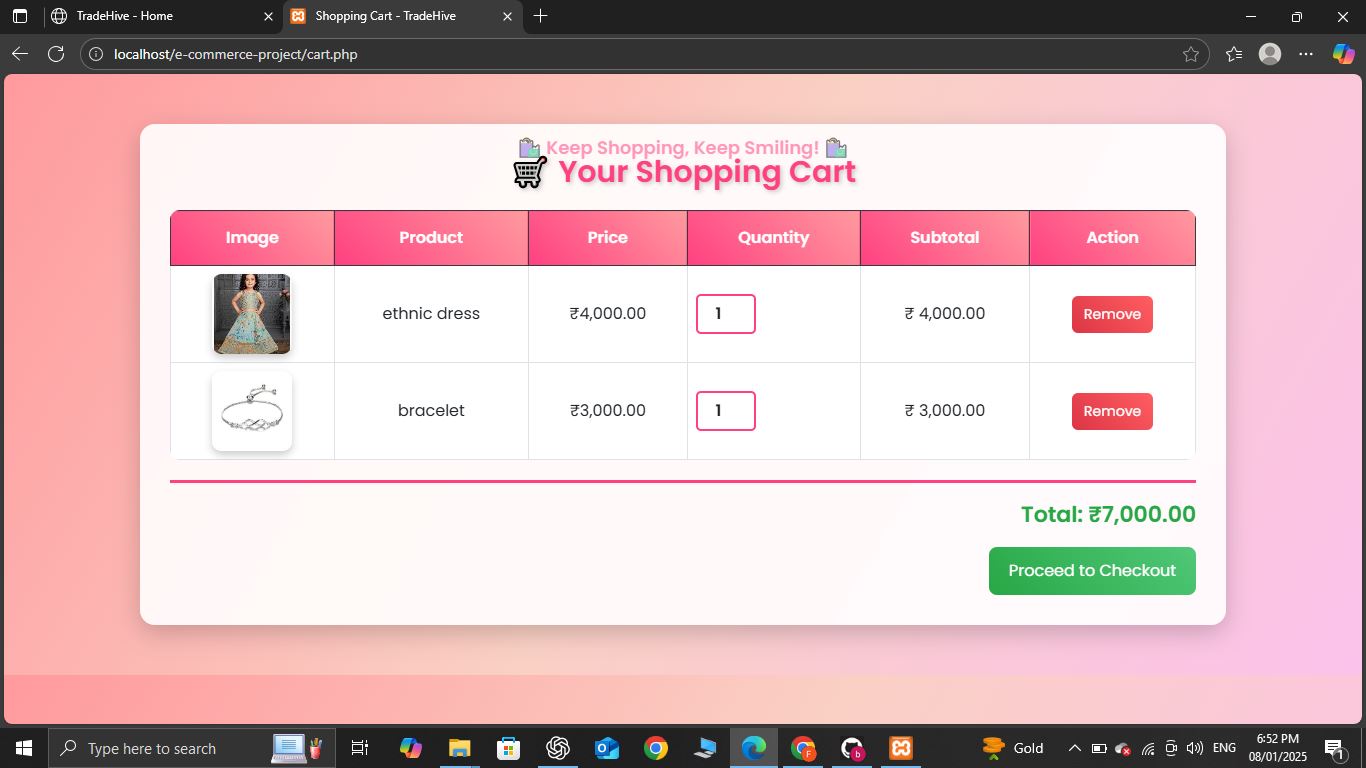 TradeHive - Home
Shopping Cart - TradeHive
localhost/e-commerce-project/cart.php
🛍️ Keep Shopping, Keep Smiling! 🛍️
🛒 Your Shopping Cart
Image Product Price Quantity Subtotal Action
ethnic dress ₹4,000.00 1 ₹ 4,000.00 Remove
bracelet ₹3,000.00 1 ₹ 3,000.00 Remove
Total: ₹7,000.00
Proceed to Checkout
Type here to search
Gold
ENG
6:52 PM
08/01/2025
1